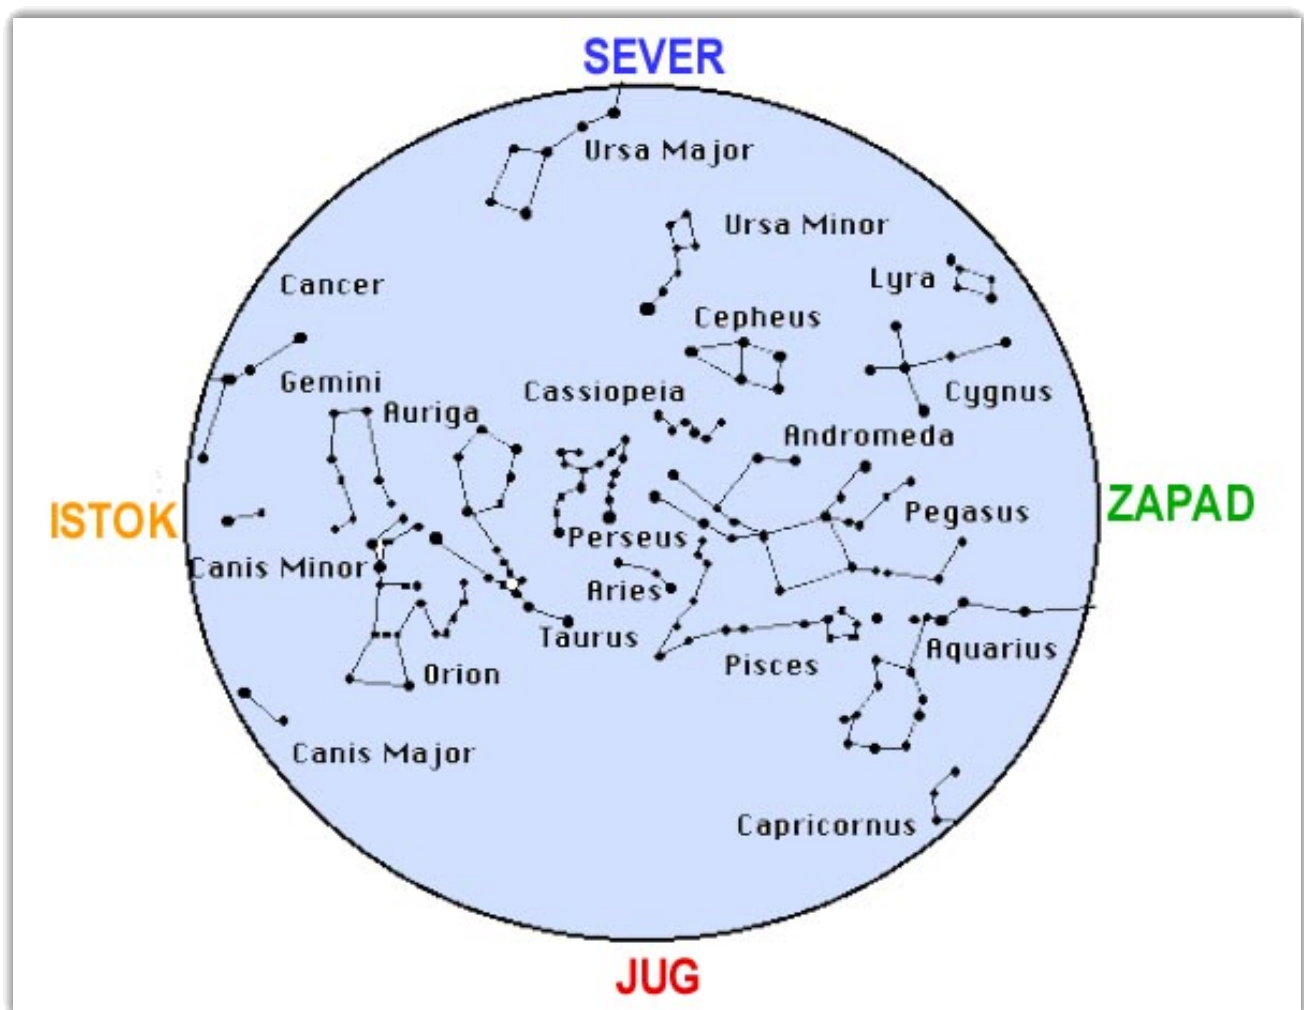 SEVER
Ursa Major
Ursa Minor
Lyra
Cancer
Cepheus
Gemini
Cassiopeia
Cygnus
Auriga
Andromeda
ISTOK
ZAPAD
Pegasus
Perseus
Canis Minor
Aries
Taurus
Aquarius
Pisces
Orion
Canis Major
Capricornus
JUG